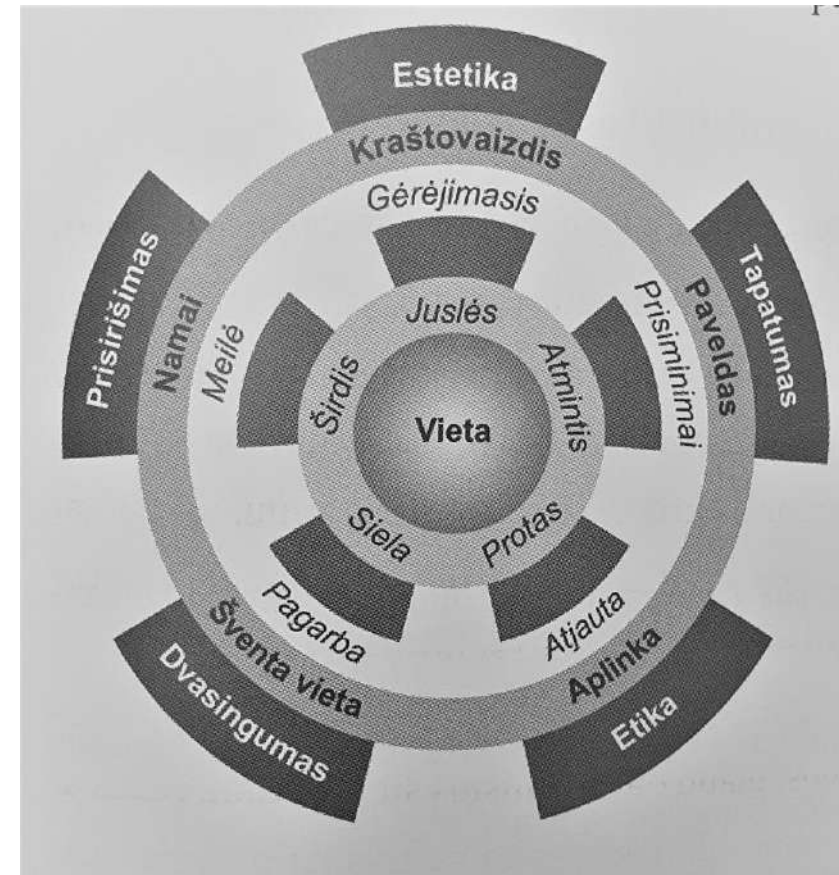 Estetika
Kraštovaizdis
Gėrėjimasis
Juslės
Prisirišimas
Namai
Meilė
Širdis
Vieta
Atmintis
Prisiminimai
Paveldas
Tapatumas
Siela
Protas
Pagarba
Atjauta
Šventa vieta
Aplinka
Dvasingumas
Etika